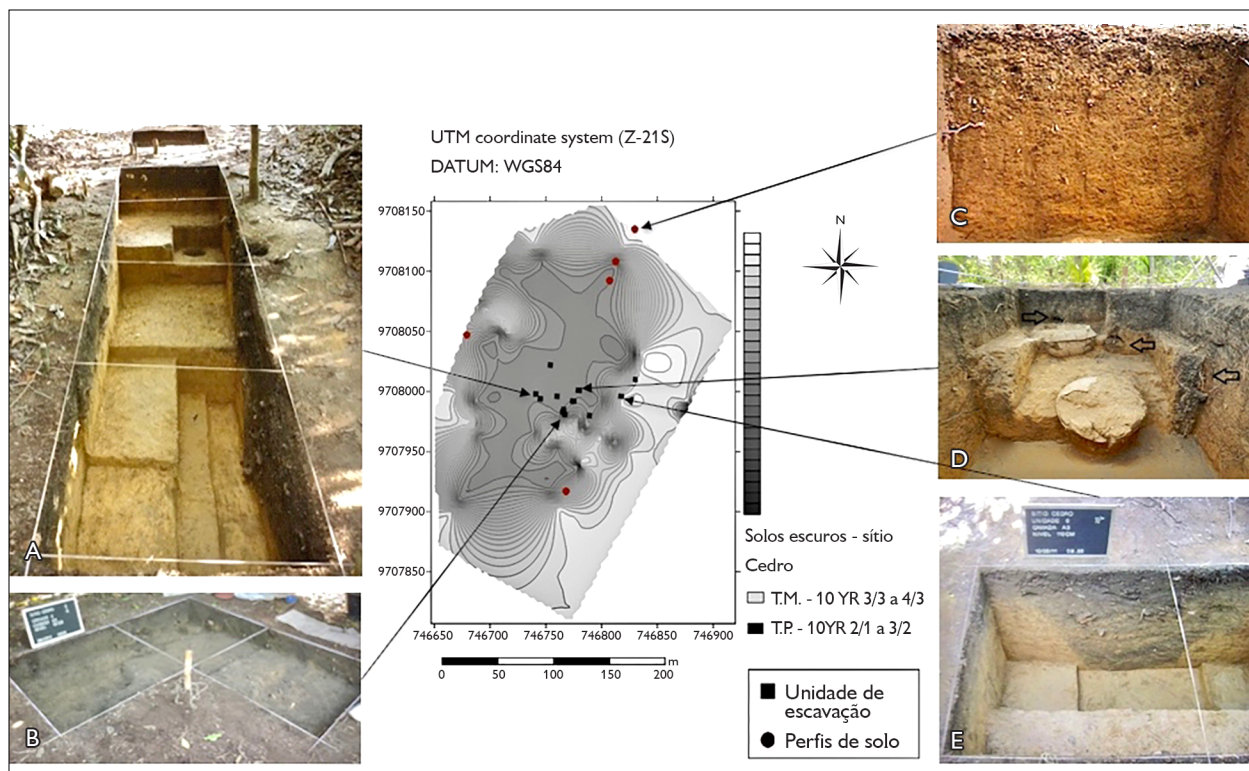 UTM coordinate system (Z-21S)
DATUM: WGS84
9708150
9708100
9708050
9708000
9707950
9707900
9707850
746650 746700 746750 746800 746850 746900
0 50 100 150 200 m
N
Solos escuros - sítio
Cedro
T.M. - 10 YR 3/3 a 4/3
T.P. - 10YR 2/1 a 3/2
Unidade de
escavação
Perfis de solo
A
B
C
D
E
SITIO CEDRO
UNIDADE
NIVEL